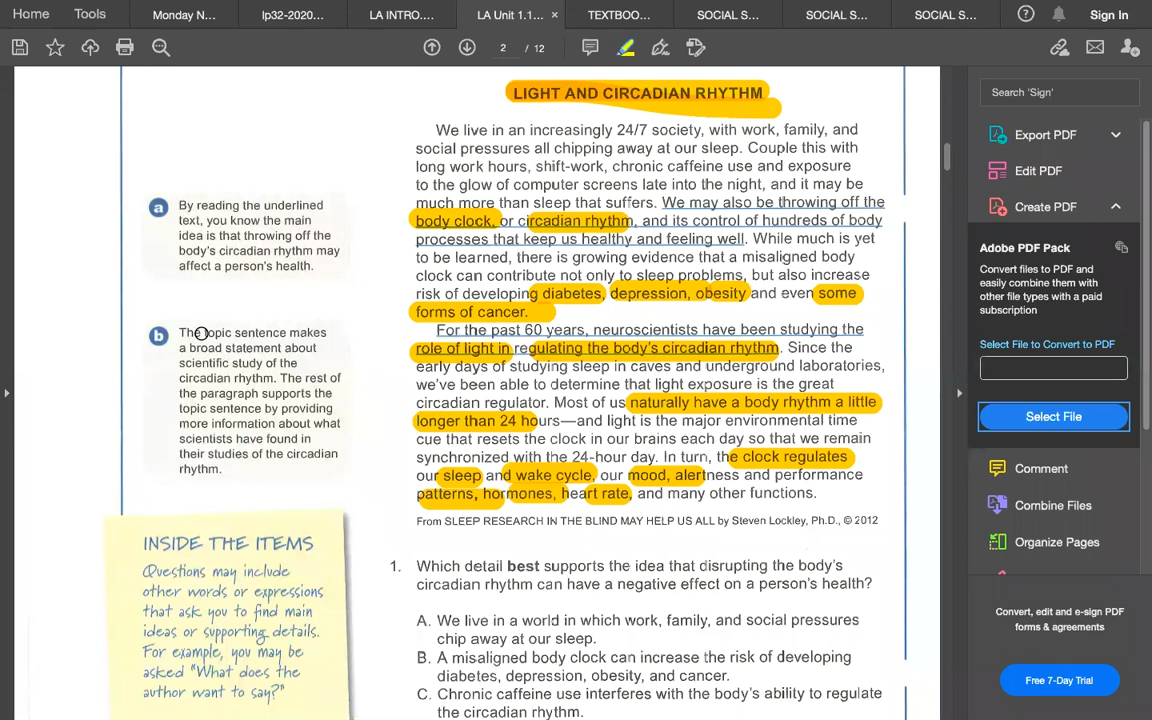 Home Tools Monday N... lp32-2020... LA INTRO.... LA Unit 1.1... × TEXTBOO... SOCIAL S... SOCIAL S... SOCIAL S... Sign In
2 / 12
LIGHT AND CIRCADIAN RHYTHM
We live in an increasingly 24/7 society, with work, family, and
social pressures all chipping away at our sleep. Couple this with
long work hours, shift-work, chronic caffeine use and exposure
to the glow of computer screens late into the night, and it may be
much more than sleep that suffers. We may also be throwing off the
body clock, or circadian rhythm, and its control of hundreds of body
processes that keep us healthy and feeling well. While much is yet
to be learned, there is growing evidence that a misaligned body
clock can contribute not only to sleep problems, but also increase
risk of developing diabetes, depression, obesity and even some
forms of cancer.
For the past 60 years, neuroscientists have been studying the
role of light in regulating the body's circadian rhythm. Since the
early days of studying sleep in caves and underground laboratories,
we've been able to determine that light exposure is the great
circadian regulator. Most of us naturally have a body rhythm a little
longer than 24 hours—and light is the major environmental time
cue that resets the clock in our brains each day so that we remain
synchronized with the 24-hour day. In turn, the clock regulates
our sleep and wake cycle, our mood, alertness and performance
patterns, hormones, heart rate, and many other functions.
From SLEEP RESEARCH IN THE BLIND MAY HELP US ALL by Steven Lockley, Ph.D., © 2012
a
By reading the underlined
text, you know the main
idea is that throwing off the
body's circadian rhythm may
affect a person's health.
b
The topic sentence makes
a broad statement about
scientific study of the
circadian rhythm. The rest of
the paragraph supports the
topic sentence by providing
more information about what
scientists have found in
their studies of the circadian
rhythm.
INSIDE THE ITEMS
Questions may include
other words or expressions
that ask you to find main
ideas or supporting details.
For example, you may be
asked "What does the
author want to say?"
1. Which detail best supports the idea that disrupting the body's
circadian rhythm can have a negative effect on a person's health?
A. We live in a world in which work, family, and social pressures
chip away at our sleep.
B. A misaligned body clock can increase the risk of developing
diabetes, depression, obesity, and cancer.
C. Chronic caffeine use interferes with the body's ability to regulate
the circadian rhythm.
Search 'Sign'
Export PDF
Edit PDF
Create PDF
Adobe PDF Pack
Convert files to PDF and
easily combine them with
other file types with a paid
subscription
Select File to Convert to PDF
Select File
Comment
Combine Files
Organize Pages
Convert, edit and e-sign PDF
forms & agreements
Free 7-Day Trial